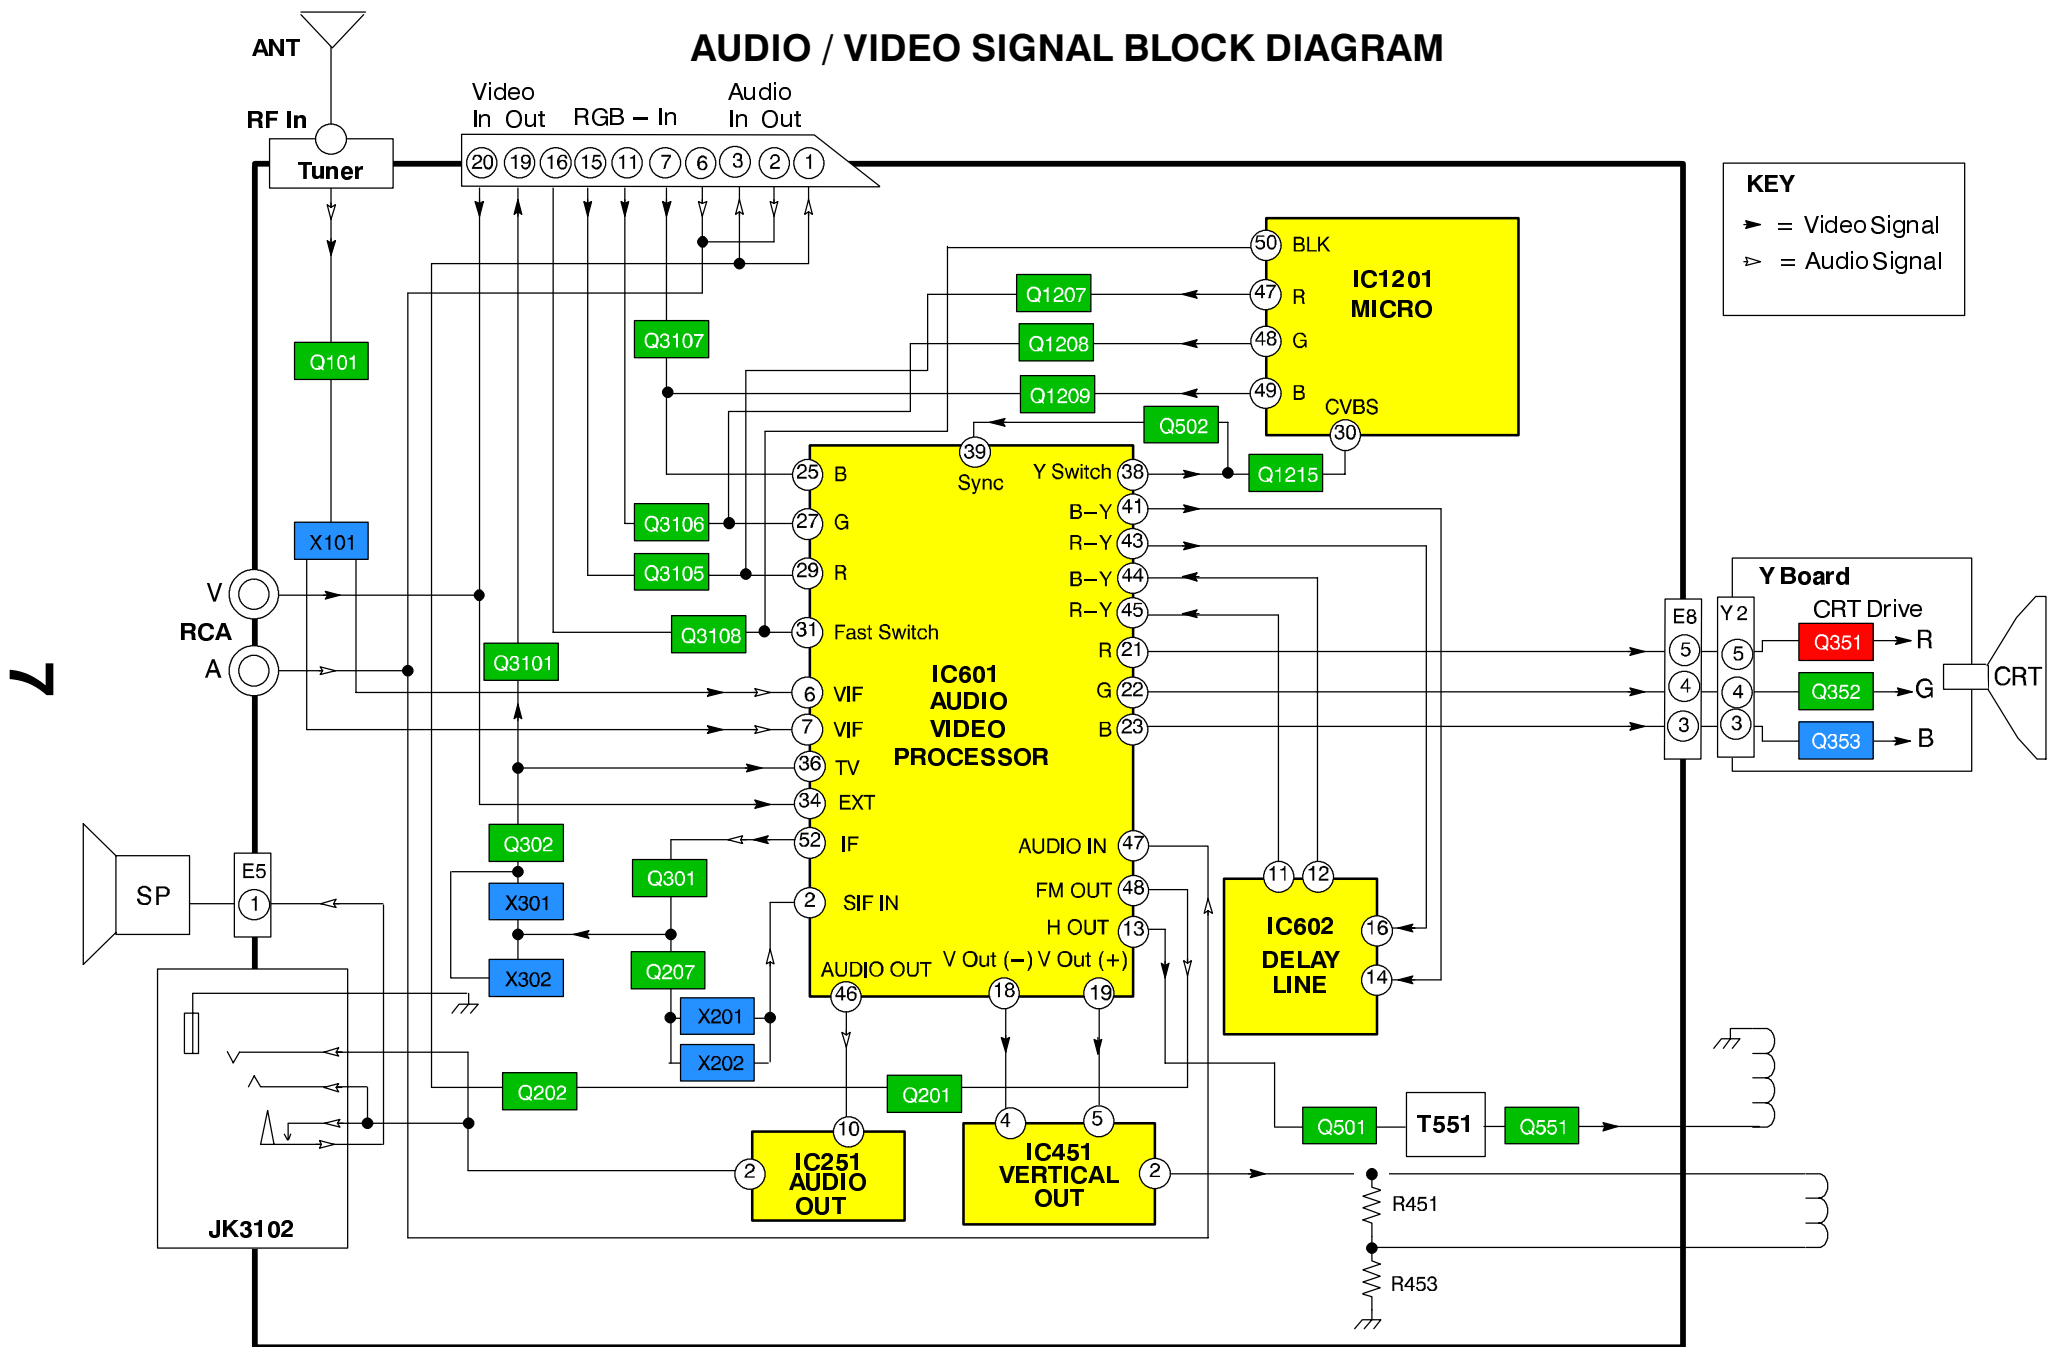 AUDIO / VIDEO SIGNAL BLOCK DIAGRAM
ANT
RF In
Tuner
Video
In Out
RGB – In
Audio
In Out
20 19 16 15 11 7 6 3 2 1
KEY
= Video Signal
= Audio Signal
50 BLK
47 R
48 G
49 B
IC1201
MICRO
CVBS
30
Q1207
Q1208
Q1209
Q3107
Q101
Q502
Q1215
X101
39
Sync
25 B
27 G
29 R
31 Fast Switch
6 VIF
7 VIF
36 TV
34 EXT
52 IF
2 SIF IN
Y Switch 38
B–Y 41
R–Y 43
B–Y 44
R–Y 45
R 21
G 22
B 23
AUDIO IN 47
FM OUT 48
H OUT 13
V Out (–) V Out (+)
AUDIO OUT
46
18
19
IC601
AUDIO
VIDEO
PROCESSOR
Q3106
Q3105
Q3108
Q3101
V
RCA
A
Q302
X301
X302
Q301
Q207
X201
X202
Q202
Q201
SP
E5
1
JK3102
7
11
12
16
14
IC602
DELAY
LINE
E8
5
4
3
Y 2
5
4
3
Y Board
CRT Drive
Q351 R
Q352 G
Q353 B
CRT
10
2
IC251
AUDIO
OUT
4
5
2
IC451
VERTICAL
OUT
Q501
T551
Q551
R451
R453